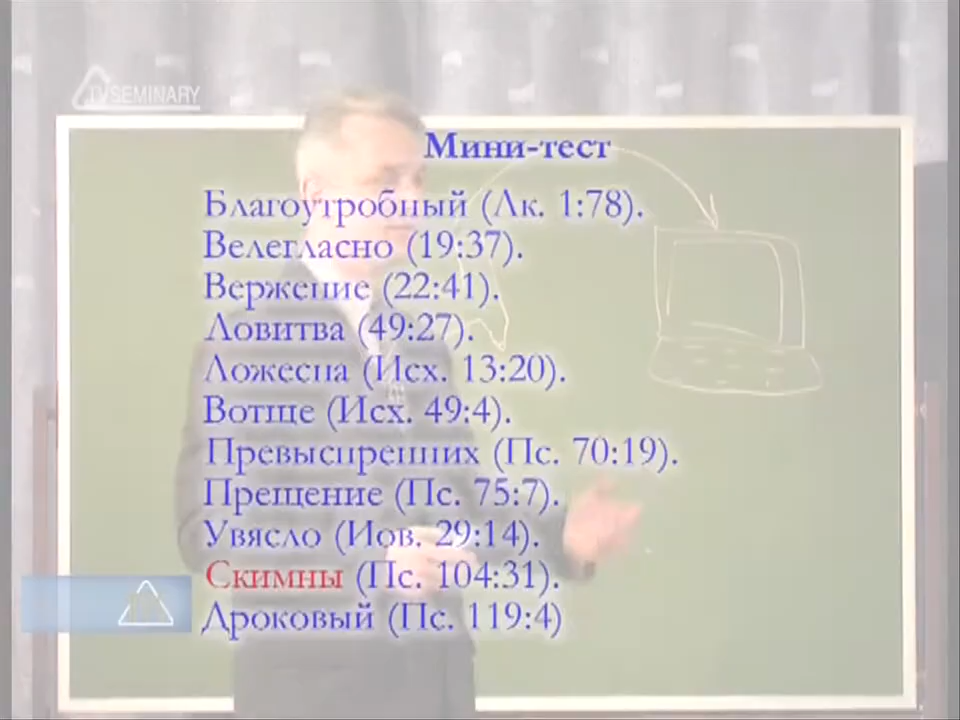 TV SEMINARY
Мини-тест
Благоутробный (Лк. 1:78).
Велегласно (19:37).
Вержение (22:41).
Ловитва (49:27).
Ложесна (Исх. 13:20).
Вотще (Исх. 49:4).
Превыспренних (Пс. 70:19).
Прещение (Пс. 75:7).
Увясло (Иов. 29:14).
Скимны (Пс. 104:31).
Дроковый (Пс. 119:4)